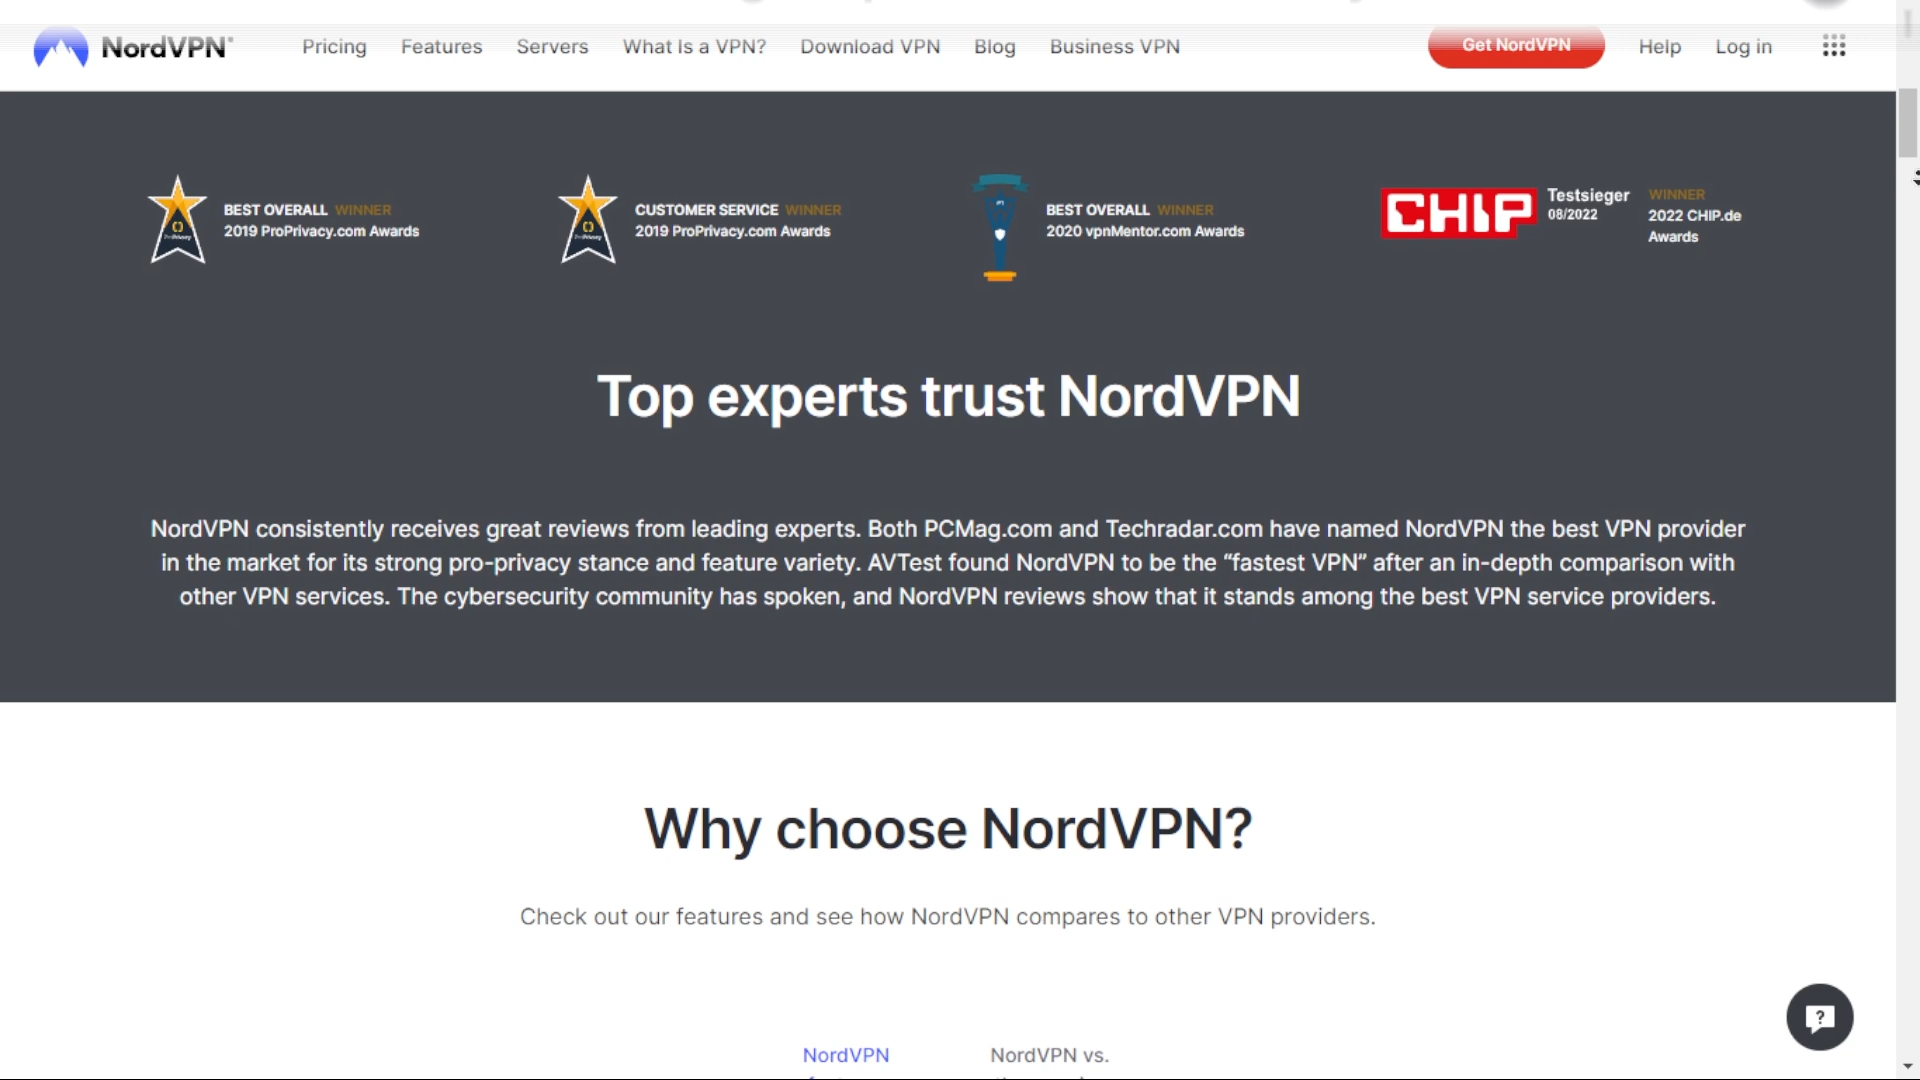 NordVPN®
Pricing
Features
Servers
What Is a VPN?
Download VPN
Blog
Business VPN
Get NordVPN
Help
Log in
BEST OVERALL WINNER
2019 ProPrivacy.com Awards
CUSTOMER SERVICE WINNER
2019 ProPrivacy.com Awards
BEST OVERALL WINNER
2020 vpnMentor.com Awards
CHIP
Testsieger
08/2022
WINNER
2022 CHIP.de
Awards
Top experts trust NordVPN
NordVPN consistently receives great reviews from leading experts. Both PCMag.com and Techradar.com have named NordVPN the best VPN provider
in the market for its strong pro-privacy stance and feature variety. AVTest found NordVPN to be the “fastest VPN” after an in-depth comparison with
other VPN services. The cybersecurity community has spoken, and NordVPN reviews show that it stands among the best VPN service providers.
Why choose NordVPN?
Check out our features and see how NordVPN compares to other VPN providers.
?
NordVPN
NordVPN vs.